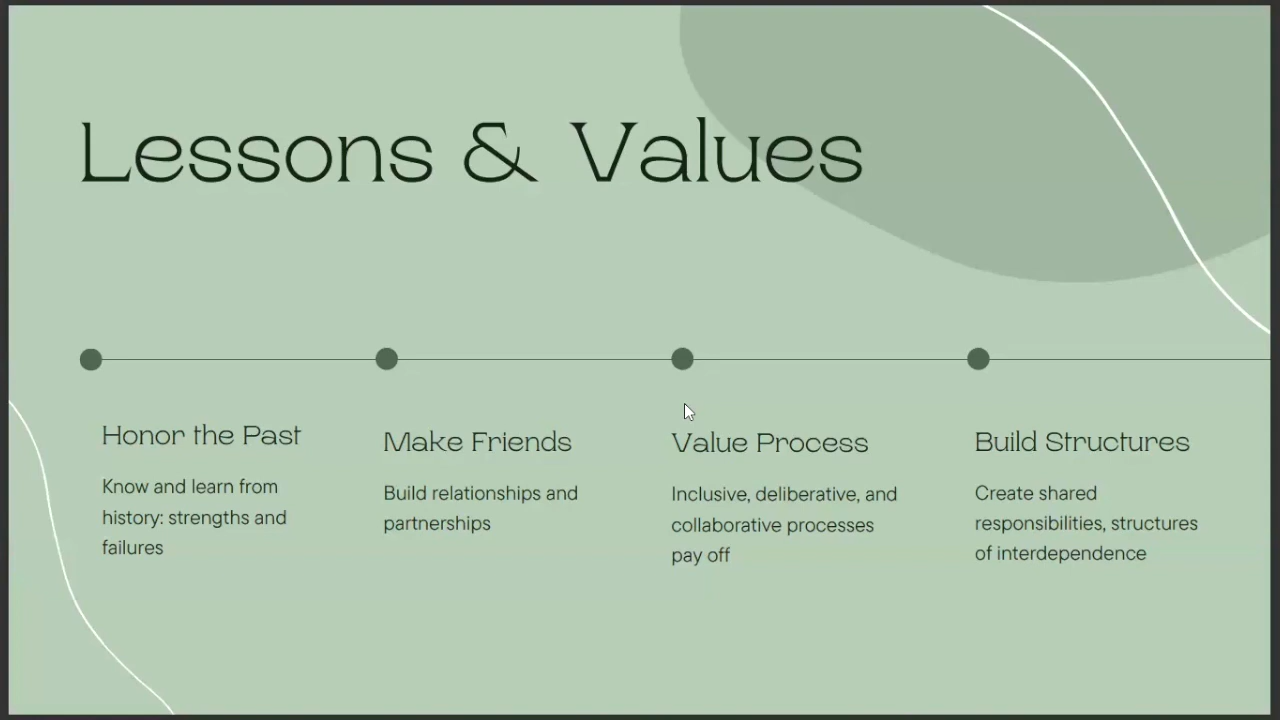 Lessons & Values
Honor the Past
Know and learn from
history: strengths and
failures
Make Friends
Build relationships and
partnerships
Value Process
Inclusive, deliberative, and
collaborative processes
pay off
Build Structures
Create shared
responsibilities, structures
of interdependence